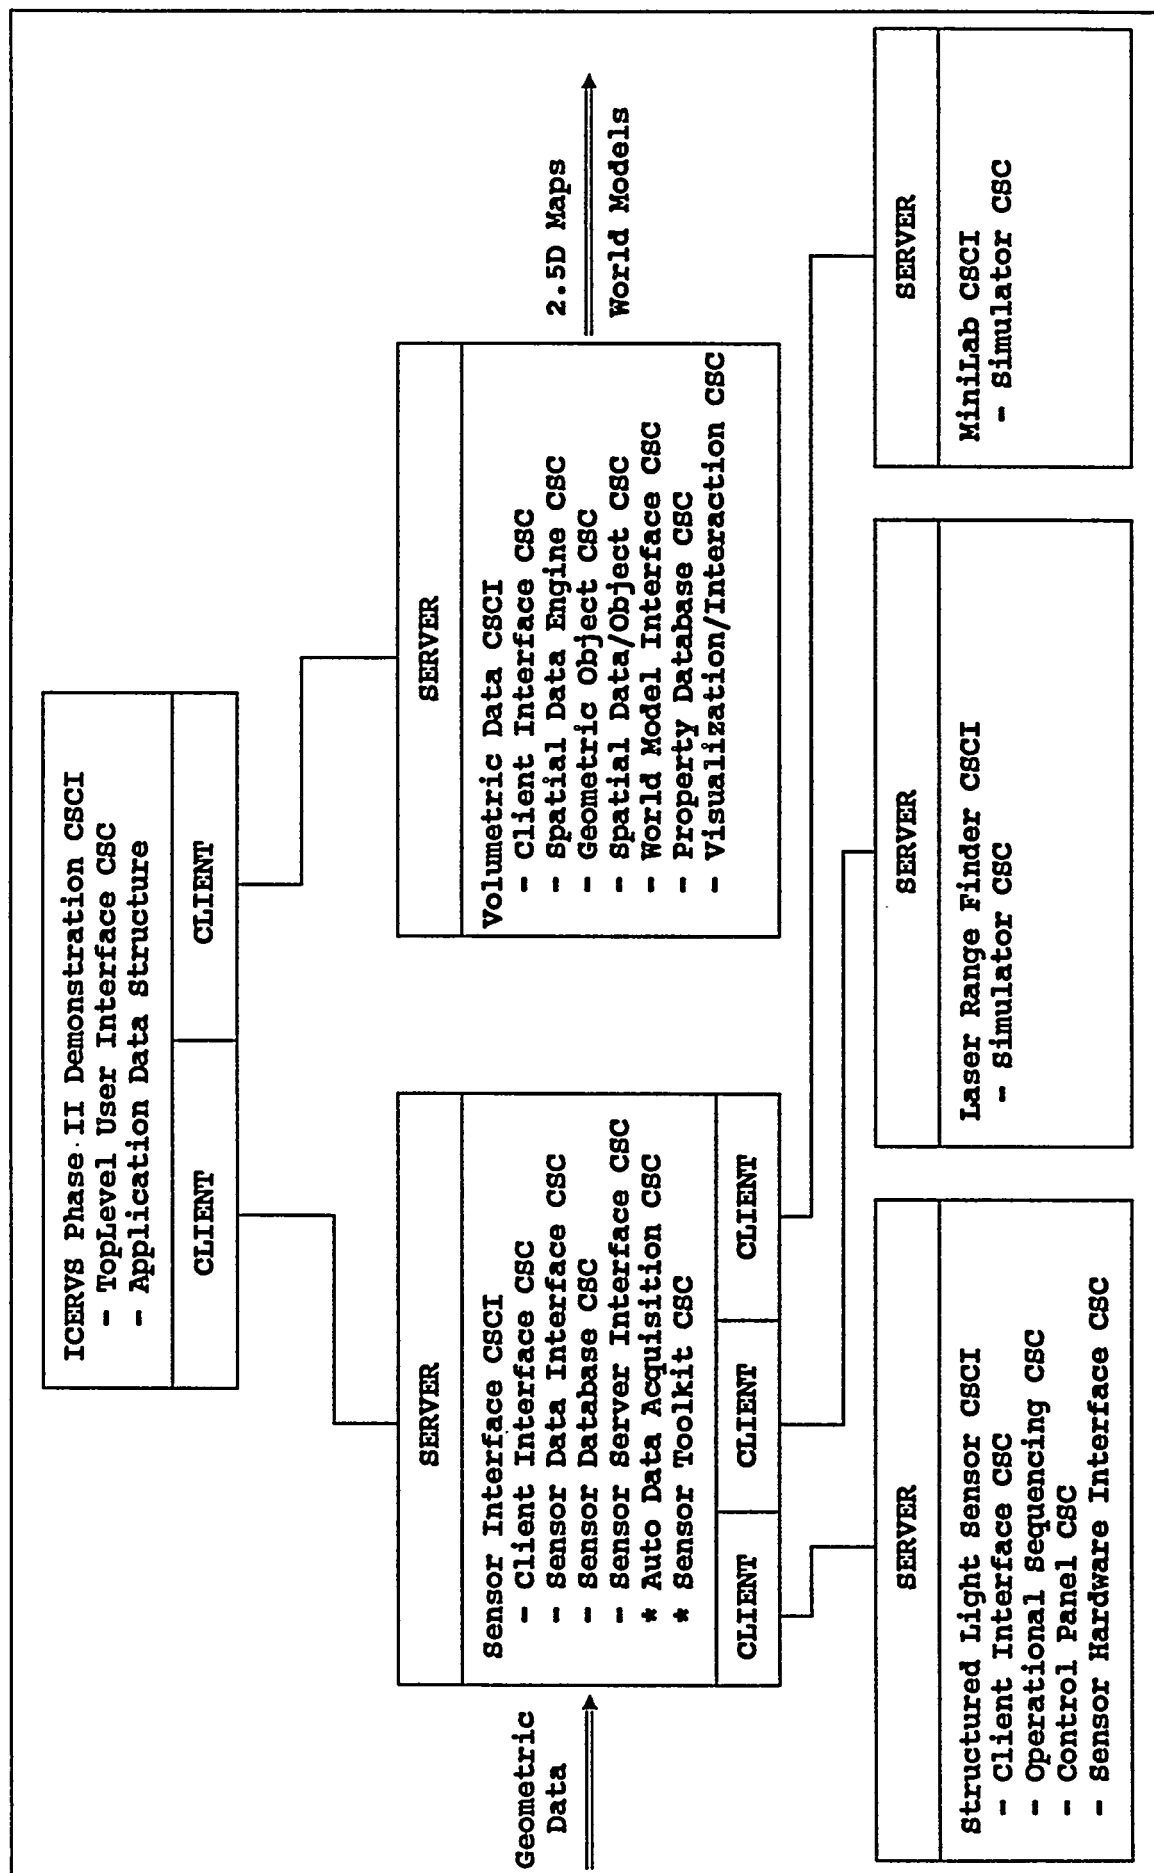 ICERVS Phase II Demonstration CSCI
- TopLevel User Interface CSC
- Application Data Structure
CLIENT
CLIENT
Geometric
Data
SERVER
Sensor Interface CSCI
- Client Interface CSC
- Sensor Data Interface CSC
- Sensor Database CSC
- Sensor Server Interface CSC
* Auto Data Acquisition CSC
* Sensor Toolkit CSC
CLIENT
CLIENT
CLIENT
SERVER
Volumetric Data CSCI
- Client Interface CSC
- Spatial Data Engine CSC
- Geometric Object CSC
- Spatial Data/Object CSC
- World Model Interface CSC
- Property Database CSC
- Visualization/Interaction CSC
2.5D Maps
World Models
SERVER
Structured Light Sensor CSCI
- Client Interface CSC
- Operational Sequencing CSC
- Control Panel CSC
- Sensor Hardware Interface CSC
SERVER
Laser Range Finder CSCI
- Simulator CSC
SERVER
MiniLab CSCI
- Simulator CSC